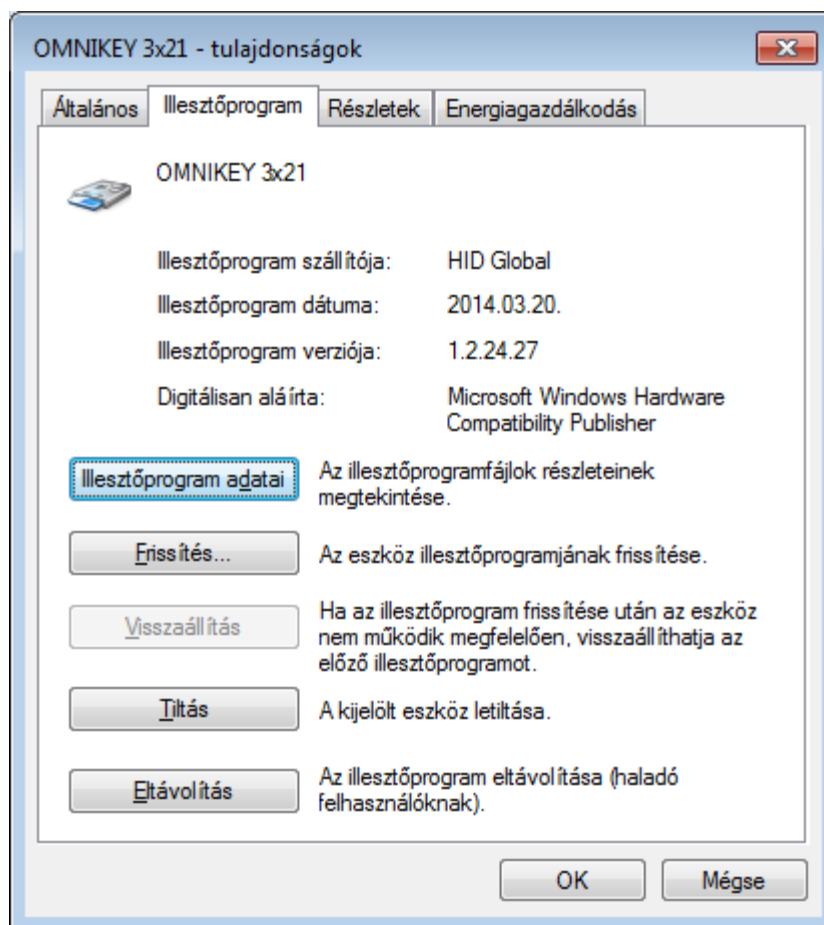 OMNIKEY 3x21 - tulajdonságok
Általános Illesztőprogram Részletek Energiagazdálkodás
OMNIKEY 3x21
Illesztőprogram szállítója: HID Global
Illesztőprogram dátuma: 2014.03.20.
Illesztőprogram verziója: 1.2.24.27
Digitálisan aláírta: Microsoft Windows Hardware
Compatibility Publisher
Illesztőprogram adatai
Az illesztőprogramfájlok részleteinek
megtekintése.
Frissítés...
Az eszköz illesztőprogramjának frissítése.
Visszaállítás
Ha az illesztőprogram frissítése után az eszköz
nem működik megfelelően, visszaállíthatja az
előző illesztőprogramot.
Tiltás
A kijelölt eszköz letiltása.
Eltávolítás
Az illesztőprogram eltávolítása (haladó
felhasználóknak).
OK Mégse